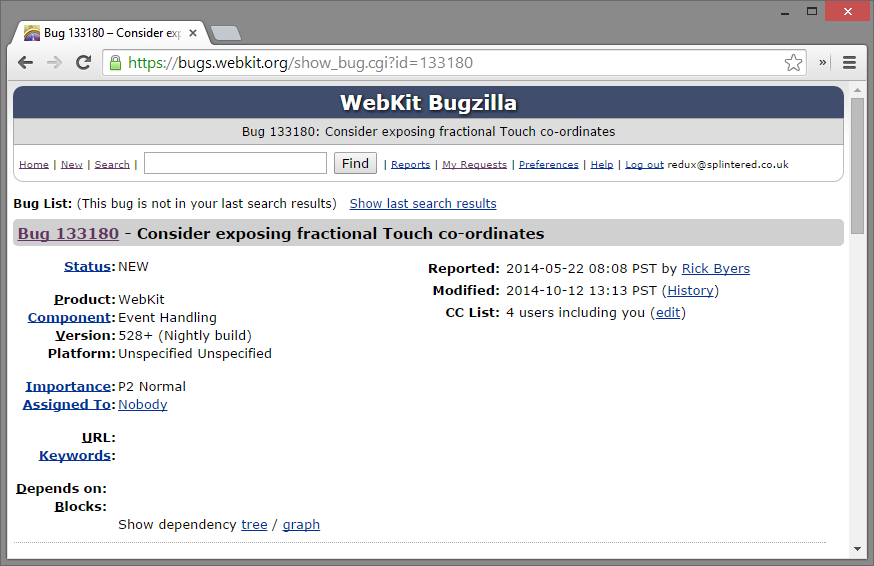 Bug 133180 – Consider exp
https://bugs.webkit.org/show_bug.cgi?id=133180
WebKit Bugzilla
Bug 133180: Consider exposing fractional Touch co-ordinates
Home | New | Search | Find | Reports | My Requests | Preferences | Help | Log out redux@splintered.co.uk
Bug List: (This bug is not in your last search results) Show last search results
Bug 133180 - Consider exposing fractional Touch co-ordinates
Status: NEW
Product: WebKit
Component: Event Handling
Version: 528+ (Nightly build)
Platform: Unspecified Unspecified
Importance: P2 Normal
Assigned To: Nobody
URL:
Keywords:
Depends on:
Blocks:
Show dependency tree / graph
Reported: 2014-05-22 08:08 PST by Rick Byers
Modified: 2014-10-12 13:13 PST (History)
CC List: 4 users including you (edit)